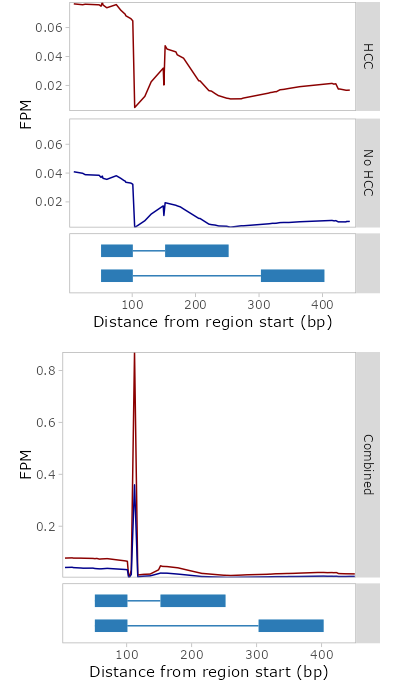 HCC
0.06
0.04
0.02
FPM
No HCC
0.06
0.04
0.02
100 200 300 400
Distance from region start (bp)
Combined
0.8
0.6
FPM
0.4
0.2
100 200 300 400
Distance from region start (bp)